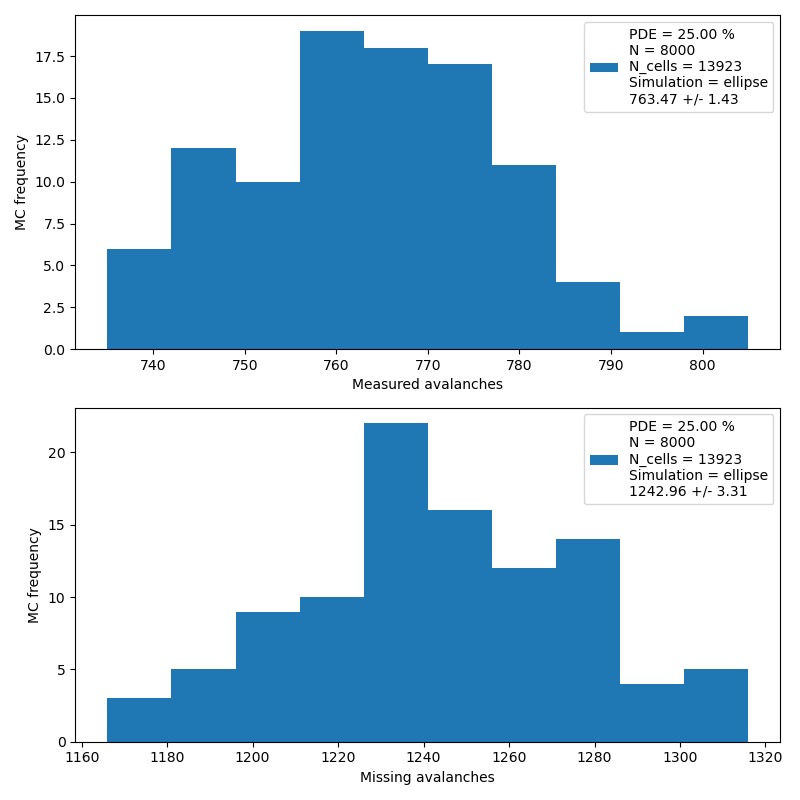 17.5
15.0
12.5
10.0
7.5
5.0
2.5
0.0
MC frequency
PDE = 25.00 %
N = 8000
N_cells = 13923
Simulation = ellipse
763.47 +/- 1.43
740 750 760 770 780 790 800
Measured avalanches
20
15
10
5
0
MC frequency
PDE = 25.00 %
N = 8000
N_cells = 13923
Simulation = ellipse
1242.96 +/- 3.31
1160 1180 1200 1220 1240 1260 1280 1300 1320
Missing avalanches